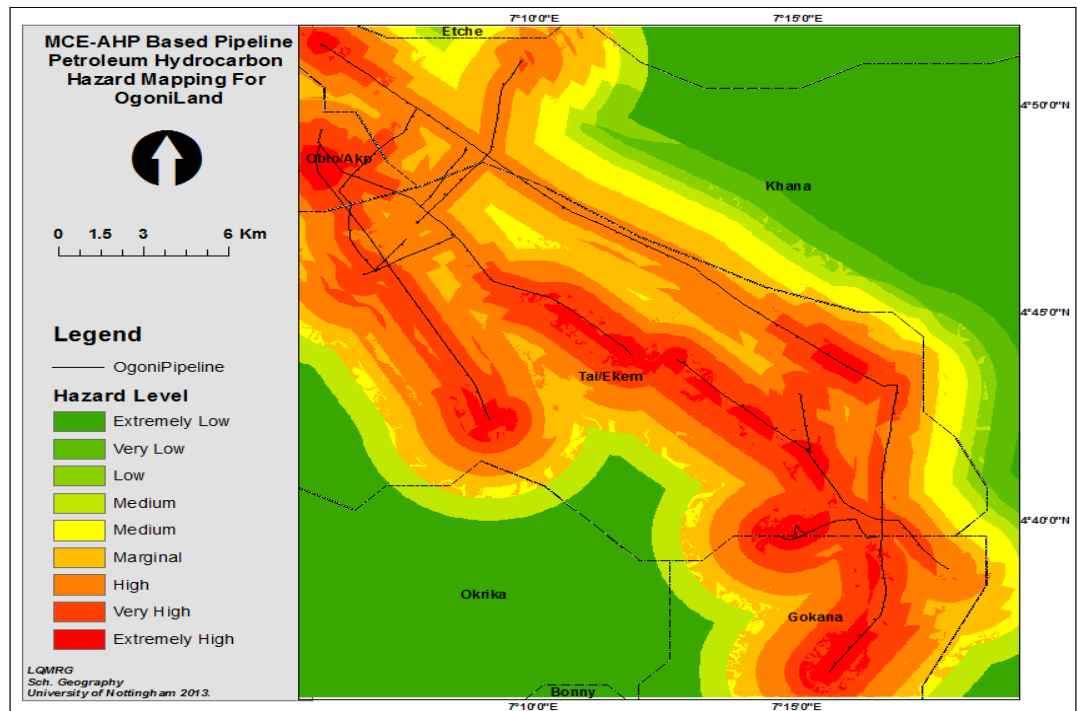 MCE-AHP Based Pipeline
Petroleum Hydrocarbon
Hazard Mapping For
OgoniLand
0 1.5 3 6 Km
Legend
OgoniPipeline
Hazard Level
Extremely Low
Very Low
Low
Medium
Medium
Marginal
High
Very High
Extremely High
LQMRG
Sch. Geography
University of Nottingham 2013.
7°10'0"E 7°15'0"E
Etche
4°50'0"N
Obio/Akp
Khana
4°45'0"N
Tai/Ekem
4°40'0"N
Okrika
Gokana
Bonny
7°10'0"E 7°15'0"E